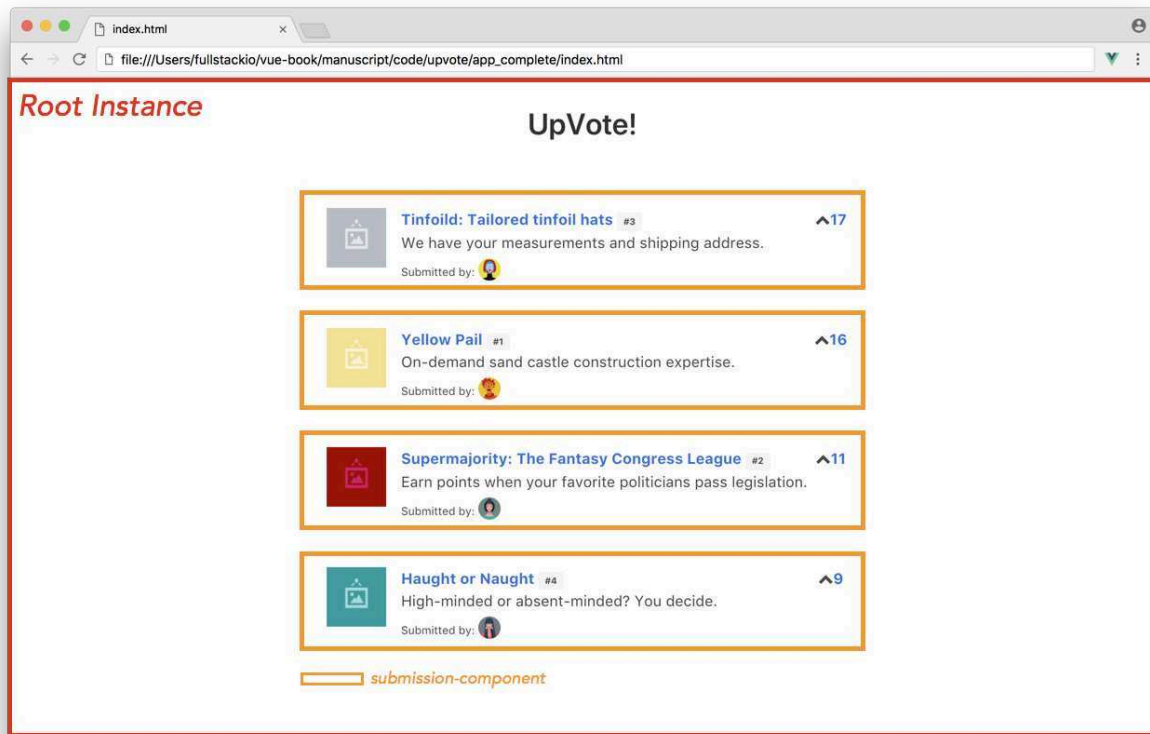 index.html
file:///Users/fullstackio/vue-book/manuscript/code/upvote/app_complete/index.html
Root Instance
UpVote!
Tinfoild: Tailored tinfoil hats #3 17
We have your measurements and shipping address.
Submitted by:
Yellow Pail #1 16
On-demand sand castle construction expertise.
Submitted by:
Supermajority: The Fantasy Congress League #2 11
Earn points when your favorite politicians pass legislation.
Submitted by:
Haught or Naught #4 9
High-minded or absent-minded? You decide.
Submitted by:
submission-component